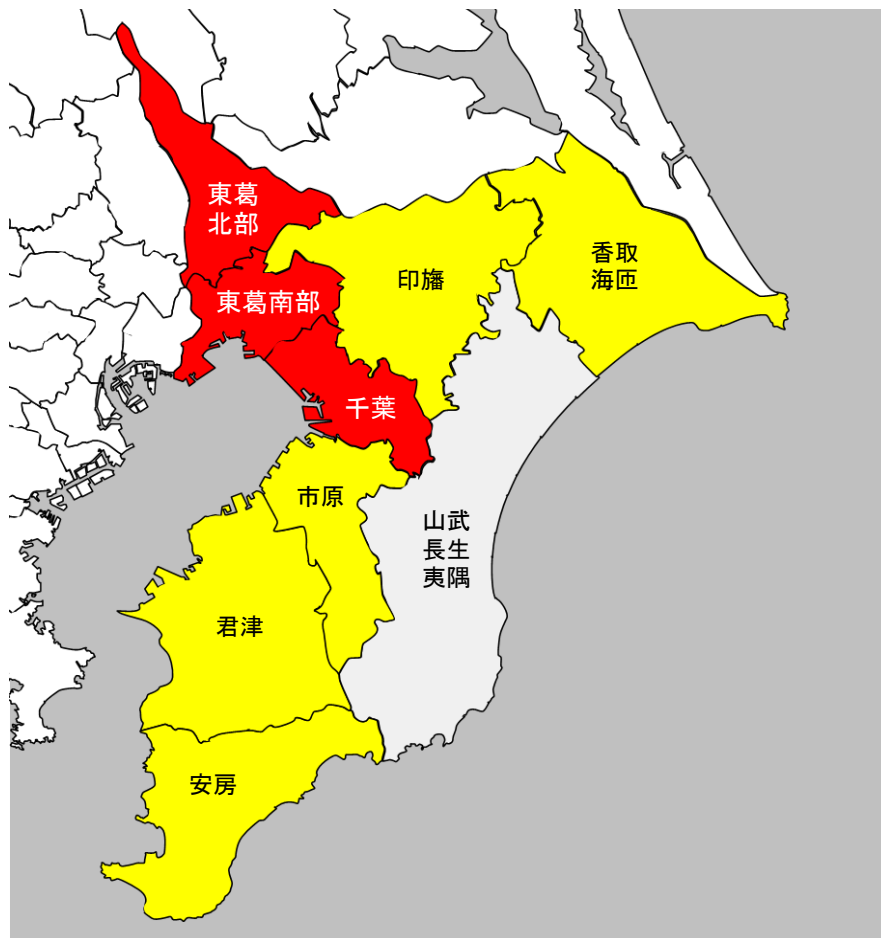 東葛
北部
香取
海匝
印旛
東葛南部
千葉
市原
山武
長生
夷隅
君津
安房